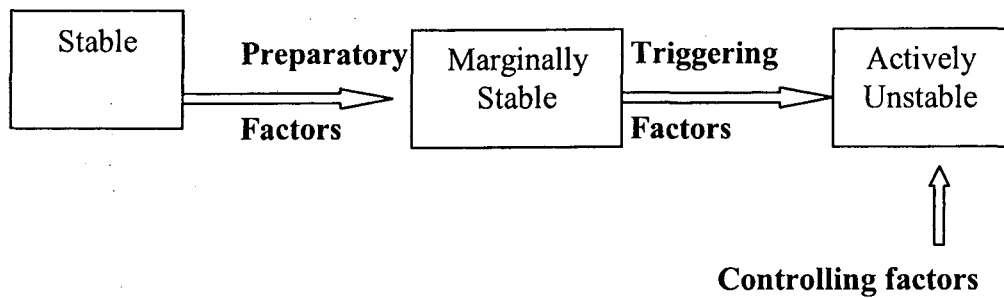 Stable
Preparatory
Factors
Marginally
Stable
Triggering
Factors
Actively
Unstable
Controlling factors